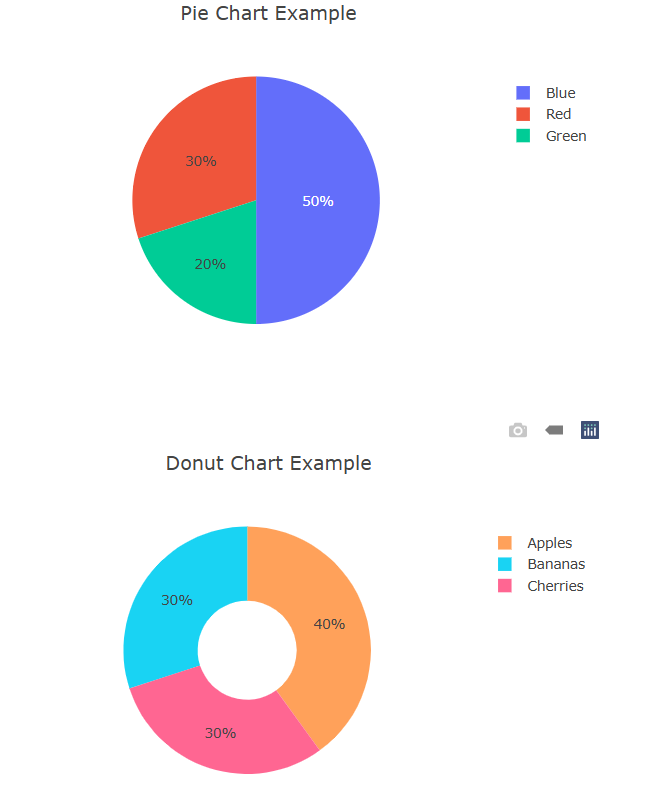 Pie Chart Example
Blue
Red
Green
30%
50%
20%
Donut Chart Example
Apples
Bananas
Cherries
30%
40%
30%